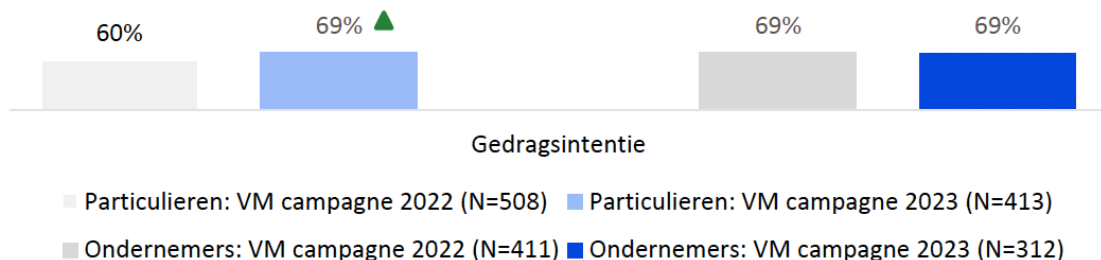 60% 69% 69% 69%
Gedragsintentie
Particulieren: VM campagne 2022 (N=508) Particulieren: VM campagne 2023 (N=413)
Ondernemers: VM campagne 2022 (N=411) Ondernemers: VM campagne 2023 (N=312)